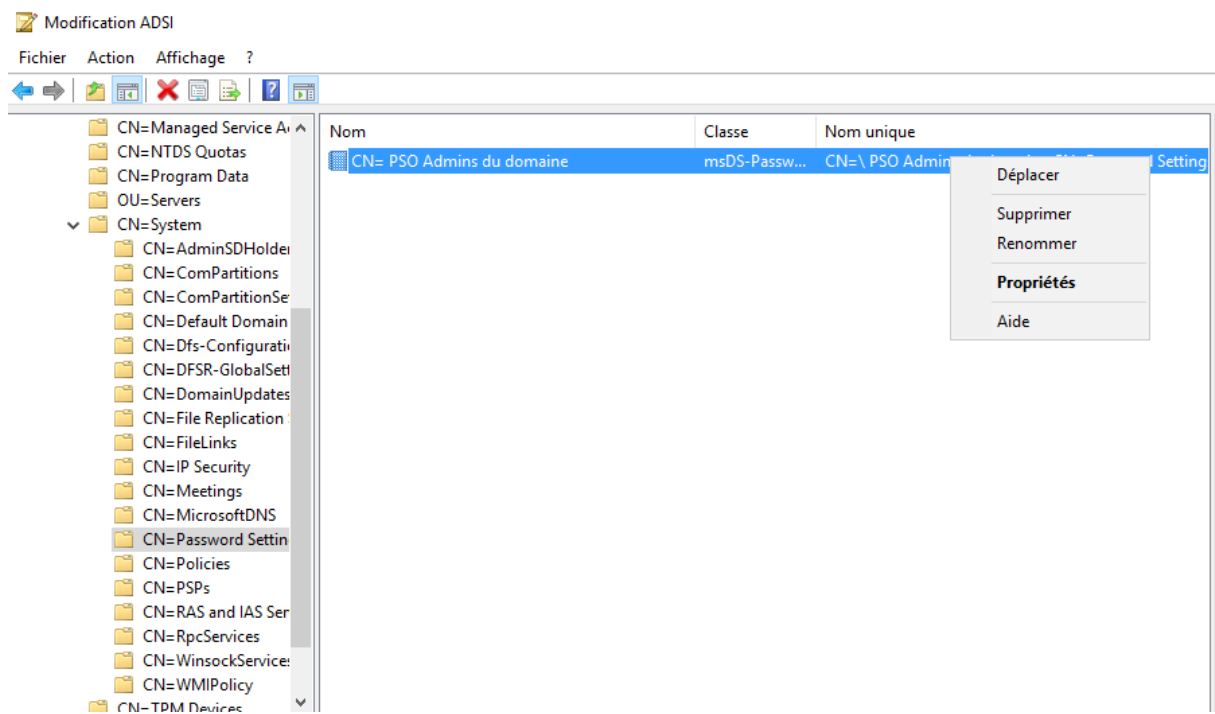 Modification ADSI
Fichier Action Affichage ?
CN=Managed Service A
CN=NTDS Quotas
CN=Program Data
OU=Servers
CN=System
CN=AdminSDHolder
CN=ComPartitions
CN=ComPartitionSe
CN=Default Domain
CN=Dfs-Configurati
CN=DFSR-GlobalSett
CN=DomainUpdates
CN=File Replication
CN=FileLinks
CN=IP Security
CN=Meetings
CN=MicrosoftDNS
CN=Password Settin
CN=Policies
CN=PSPs
CN=RAS and IAS Ser
CN=RpcServices
CN=WinsockServices
CN=WMIPolicy
CN=TPM Devices
Nom Classe Nom unique
CN= PSO Admins du domaine msDS-Passw... CN=\ PSO Admin Setting
Déplacer
Supprimer
Renommer
Propriétés
Aide